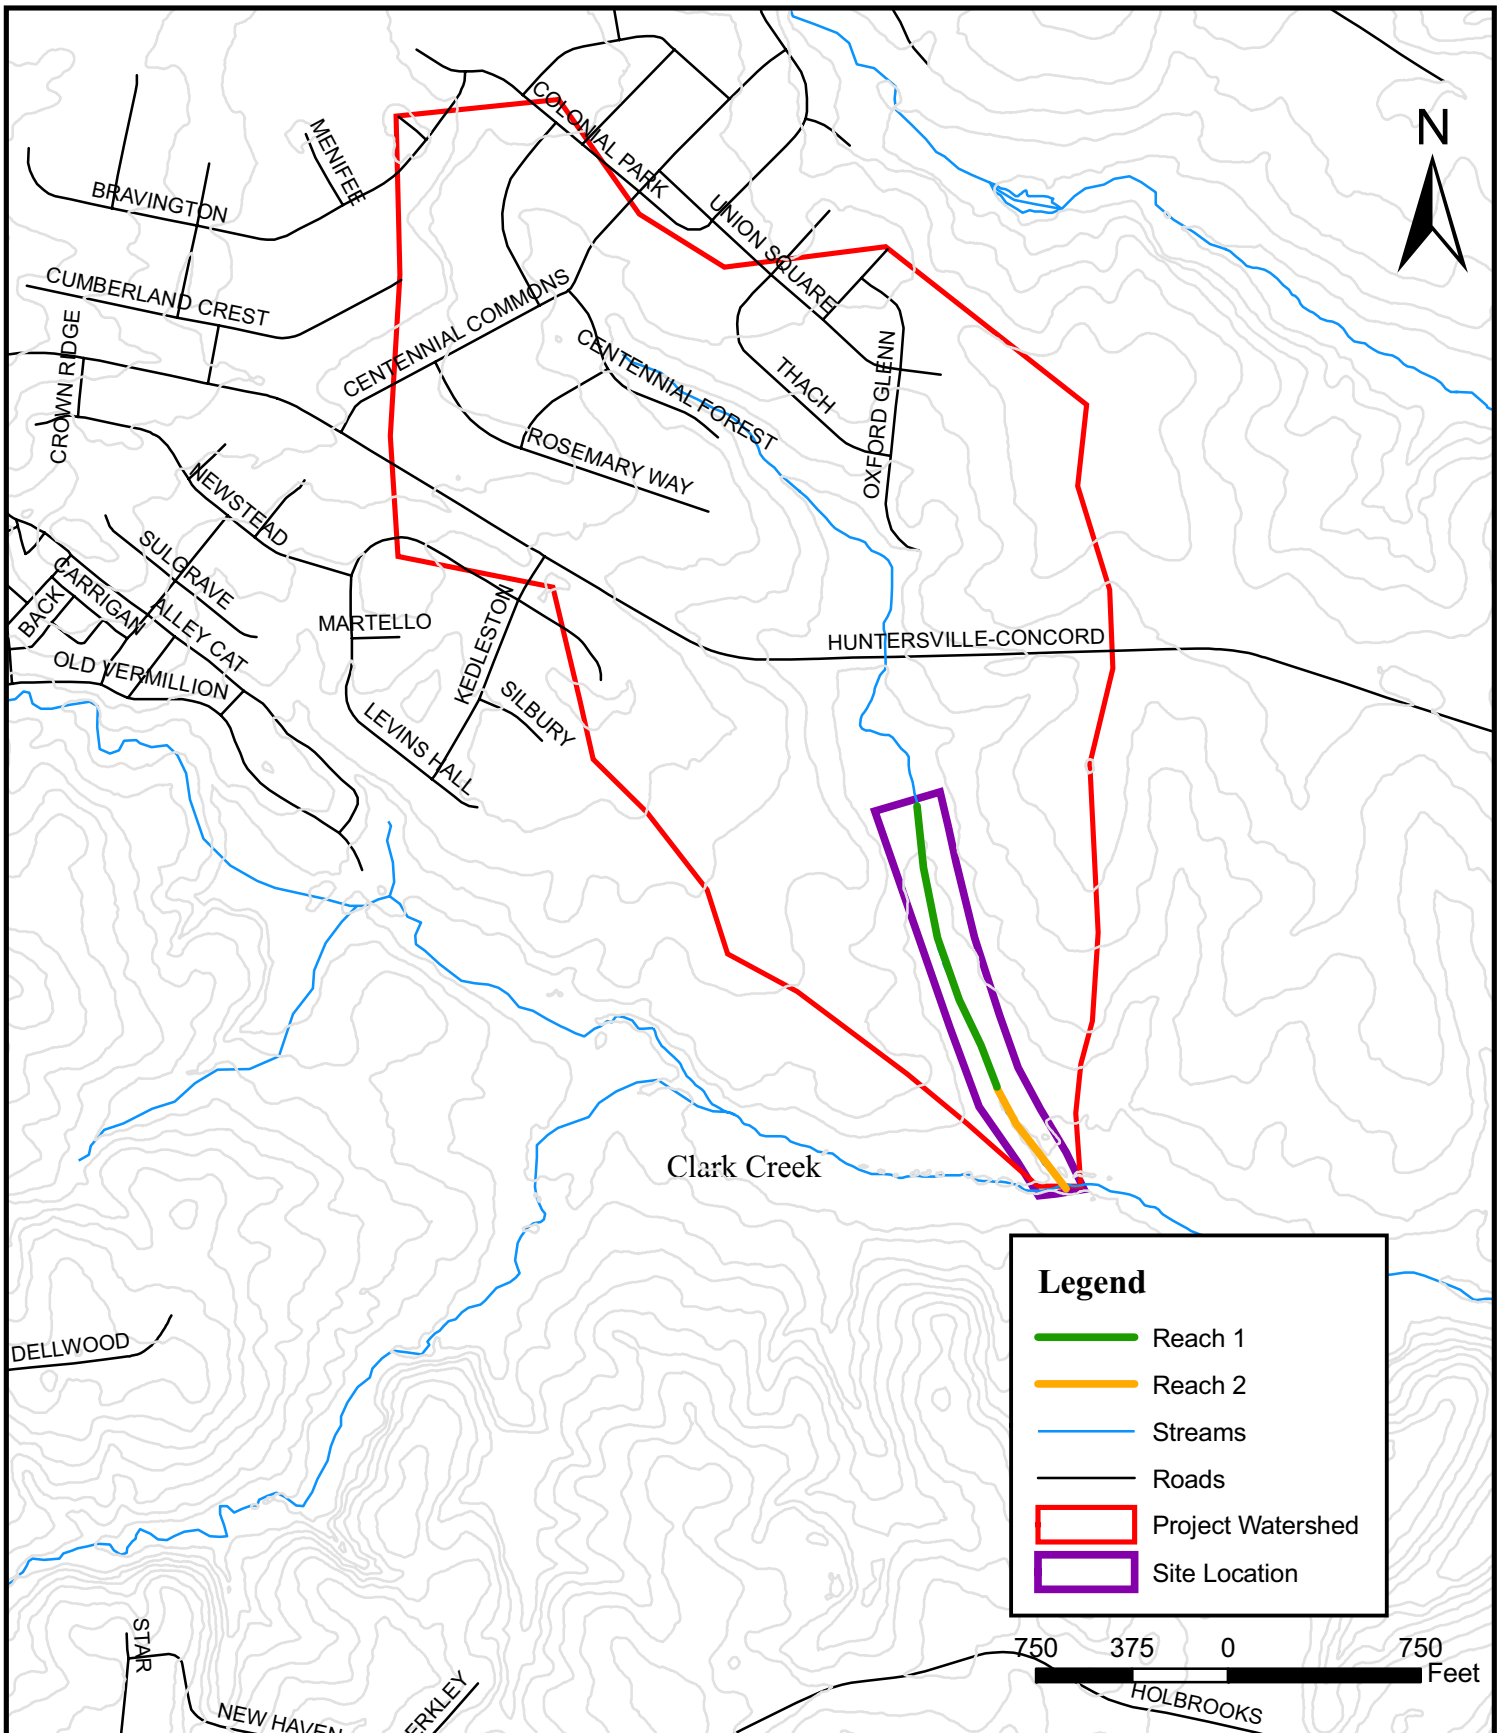 COLONIAL PARK
MENIFEE
N
BRAVINGTON
UNION SQUARE
CUMBERLAND CREST
CENTENNIAL COMMONS
CROWN RIDGE
CENTENNIAL FOREST
THACH
OXFORD GLENN
ROSEMARY WAY
NEWSTEAD
SULGRAVE
CARRIGAN
BACK
ALLEY CAT
MARTELLO
KEDLESTON
HUNTERSVILLE-CONCORD
OLD VERMILLION
SILBURY
LEVINS HALL
Clark Creek
DELLWOOD
Legend
Reach 1
Reach 2
Streams
Roads
Project Watershed
Site Location
750 375 0 750
Feet
STAR
NEW HAVEN
ERKLEY
HOLBROOKS